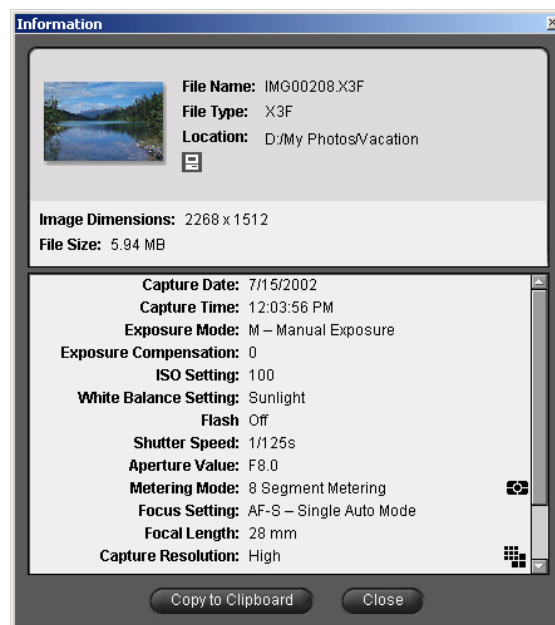 Information
File Name: IMG00208.X3F
File Type: X3F
Location: D:/My Photos/Vacation
Image Dimensions: 2268 x 1512
File Size: 5.94 MB
Capture Date: 7/15/2002
Capture Time: 12:03:56 PM
Exposure Mode: M – Manual Exposure
Exposure Compensation: 0
ISO Setting: 100
White Balance Setting: Sunlight
Flash Off
Shutter Speed: 1/125s
Aperture Value: F8.0
Metering Mode: 8 Segment Metering
Focus Setting: AF-S – Single Auto Mode
Focal Length: 28 mm
Capture Resolution: High
Copy to Clipboard Close